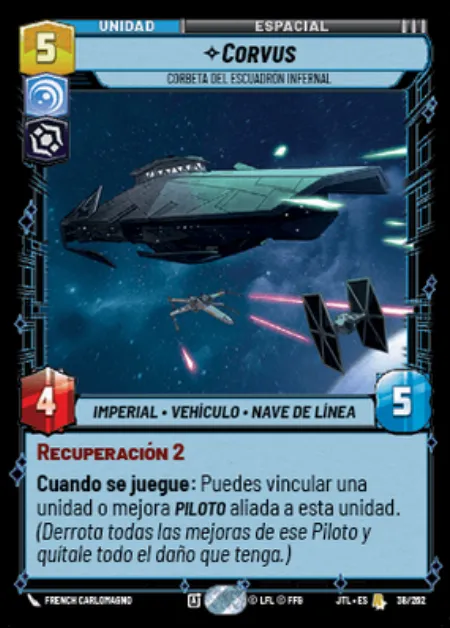 UNIDAD
ESPACIAL
5
CORVUS
CORBETA DEL ESCUADRÓN INFERNAL
4
IMPERIAL • VEHÍCULO • NAVE DE LÍNEA
5
RECUPERACIÓN 2
Cuando se juegue: Puedes vincular una
unidad o mejora PILOTO aliada a esta unidad.
(Derrota todas las mejoras de ese Piloto y
quítale todo el daño que tenga.)
FRENCH CARLOMAGNO © LFL © FFG JTL • ES 38/262